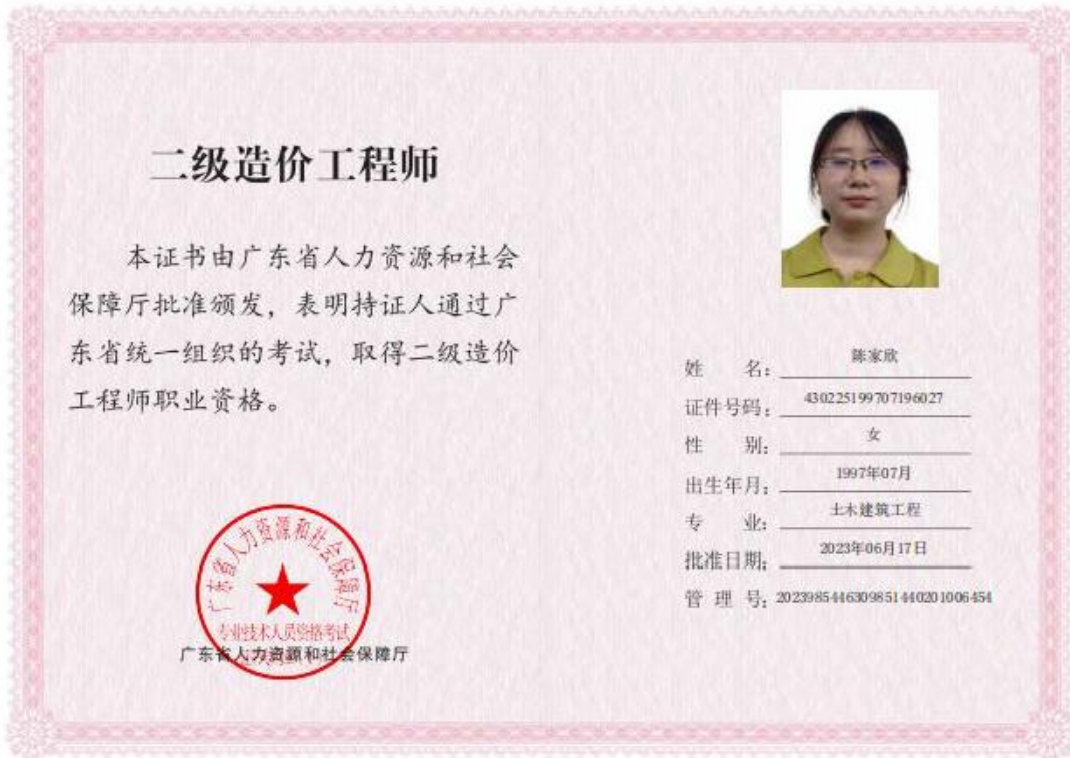 二级造价工程师
本证书由广东省人力资源和社会
保障厅批准颁发，表明持证人通过广
东省统一组织的考试，取得二级造价
工程师职业资格。
广东省人力资源和社会保障厅
专业技术人员资格考试
广东省人力资源和社会保障厅
姓 名：陈家欣
证件号码：430225199707196027
性 别：女
出生年月：1997年07月
专 业：土木建筑工程
批准日期：2023年06月17日
管 理 号：2023985446309851440201006454